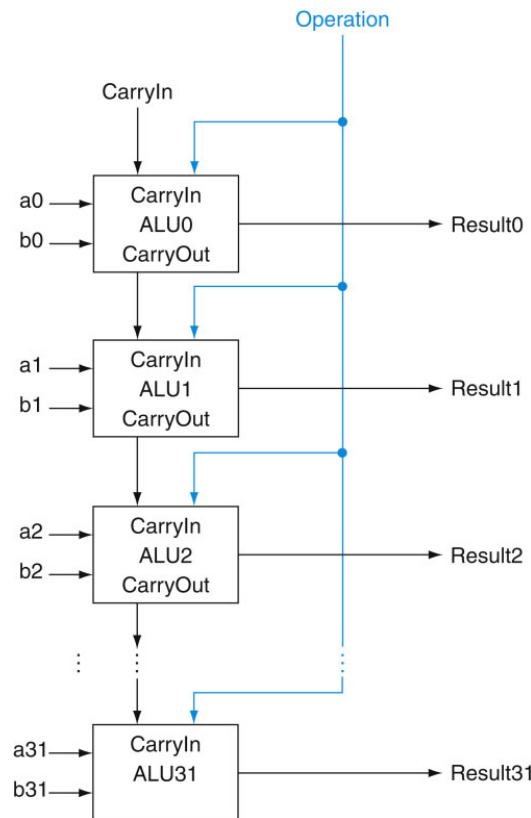 Operation
CarryIn
a0
b0
CarryIn
ALU0
CarryOut
Result0
a1
b1
CarryIn
ALU1
CarryOut
Result1
a2
b2
CarryIn
ALU2
CarryOut
Result2
a31
b31
CarryIn
ALU31
Result31